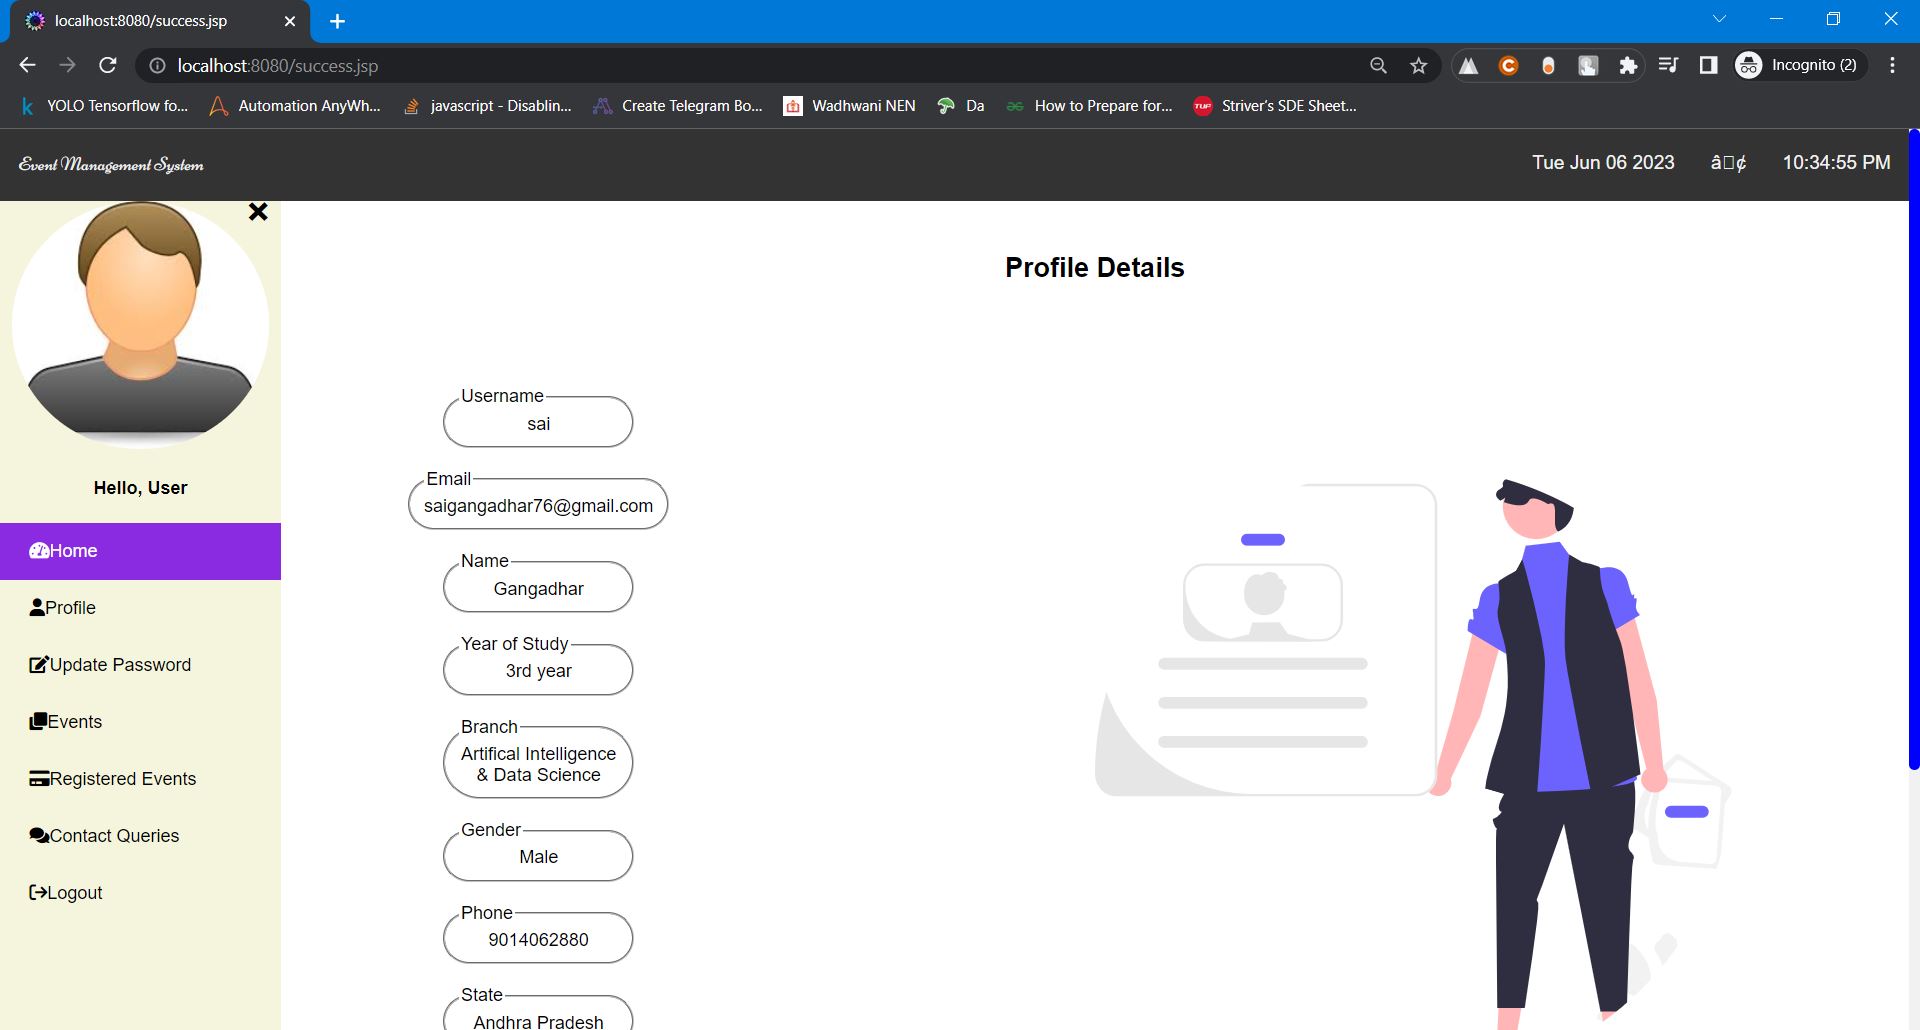 localhost:8080/success.jsp
localhost:8080/success.jsp
Incognito (2)
YOLO Tensorflow fo...
Automation AnyWh...
javascript - Disablin...
Create Telegram Bo...
Wadhwani NEN
Da
How to Prepare for...
TUF
Striver's SDE Sheet...
Event Management System
Tue Jun 06 2023
â▯¢
10:34:55 PM
Hello, User
Home
Profile
Update Password
Events
Registered Events
Contact Queries
Logout
Profile Details
Username
sai
Email
saigangadhar76@gmail.com
Name
Gangadhar
Year of Study
3rd year
Branch
Artifical Intelligence
& Data Science
Gender
Male
Phone
9014062880
State
Andhra Pradesh